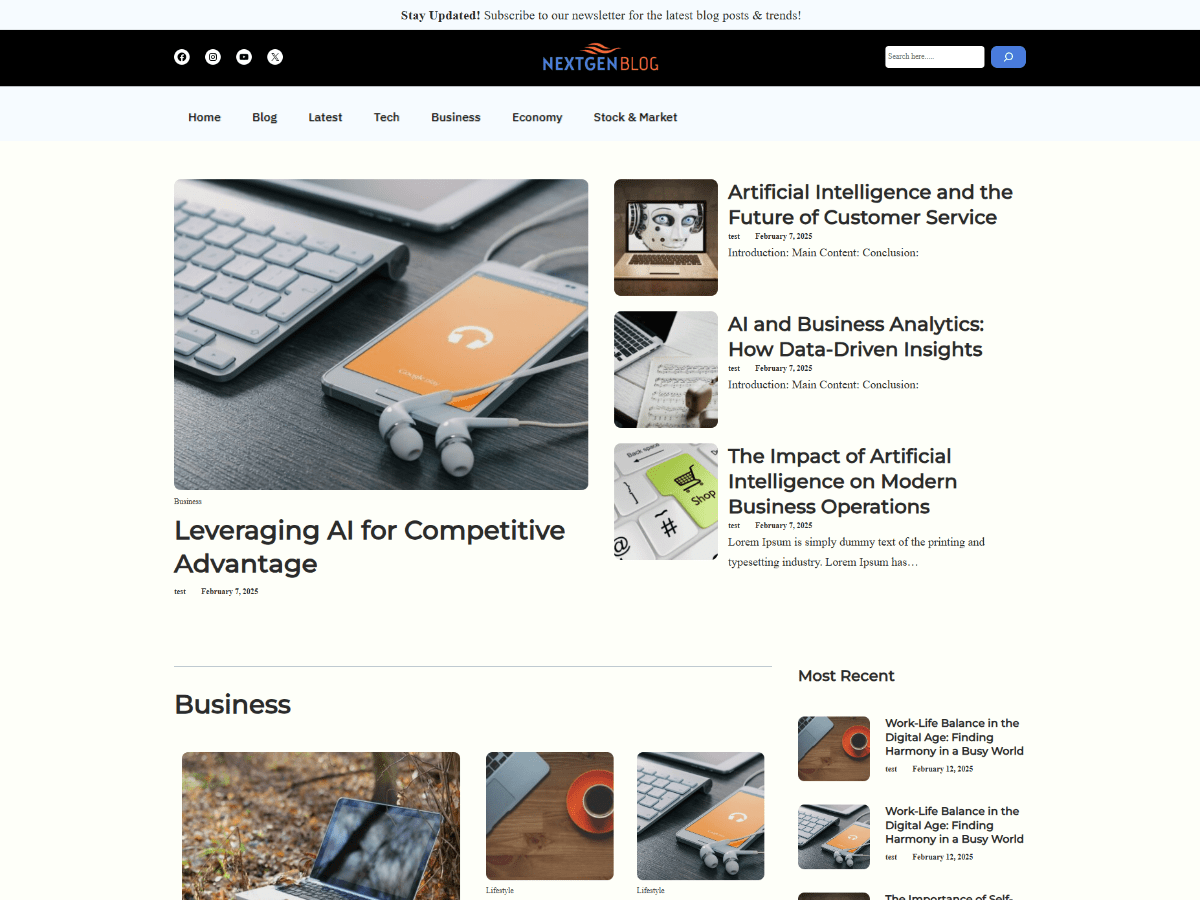 Stay Updated! Subscribe to our newsletter for the latest blog posts & trends!
NEXTGEN BLOG
Search here.....
Home
Blog
Latest
Tech
Business
Economy
Stock & Market
Business
Leveraging AI for Competitive
Advantage
test February 7, 2025
Artificial Intelligence and the
Future of Customer Service
test February 7, 2025
Introduction: Main Content: Conclusion:
AI and Business Analytics:
How Data-Driven Insights
test February 7, 2025
Introduction: Main Content: Conclusion:
Back space
Shop
#
@
The Impact of Artificial
Intelligence on Modern
Business Operations
test February 7, 2025
Lorem Ipsum is simply dummy text of the printing and
typesetting industry. Lorem Ipsum has…
Business
Lifestyle
Lifestyle
Most Recent
Work-Life Balance in the
Digital Age: Finding
Harmony in a Busy World
test February 12, 2025
Work-Life Balance in the
Digital Age: Finding
Harmony in a Busy World
test February 12, 2025
The Importance of Self-